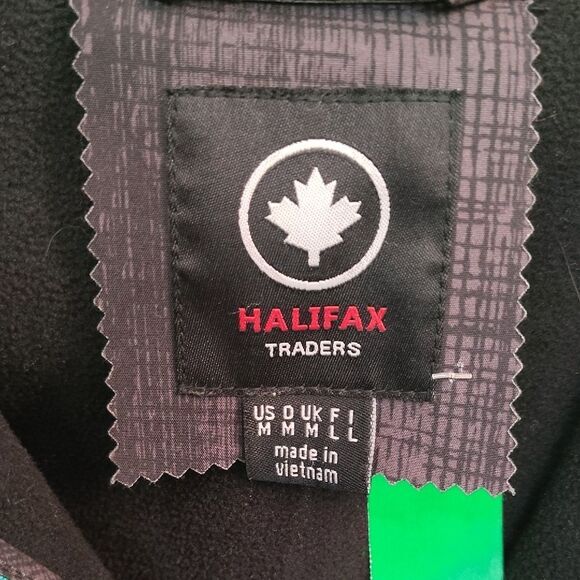 HALIFAX
TRADERS
US D UK F I
M M M L L
made in
vietnam